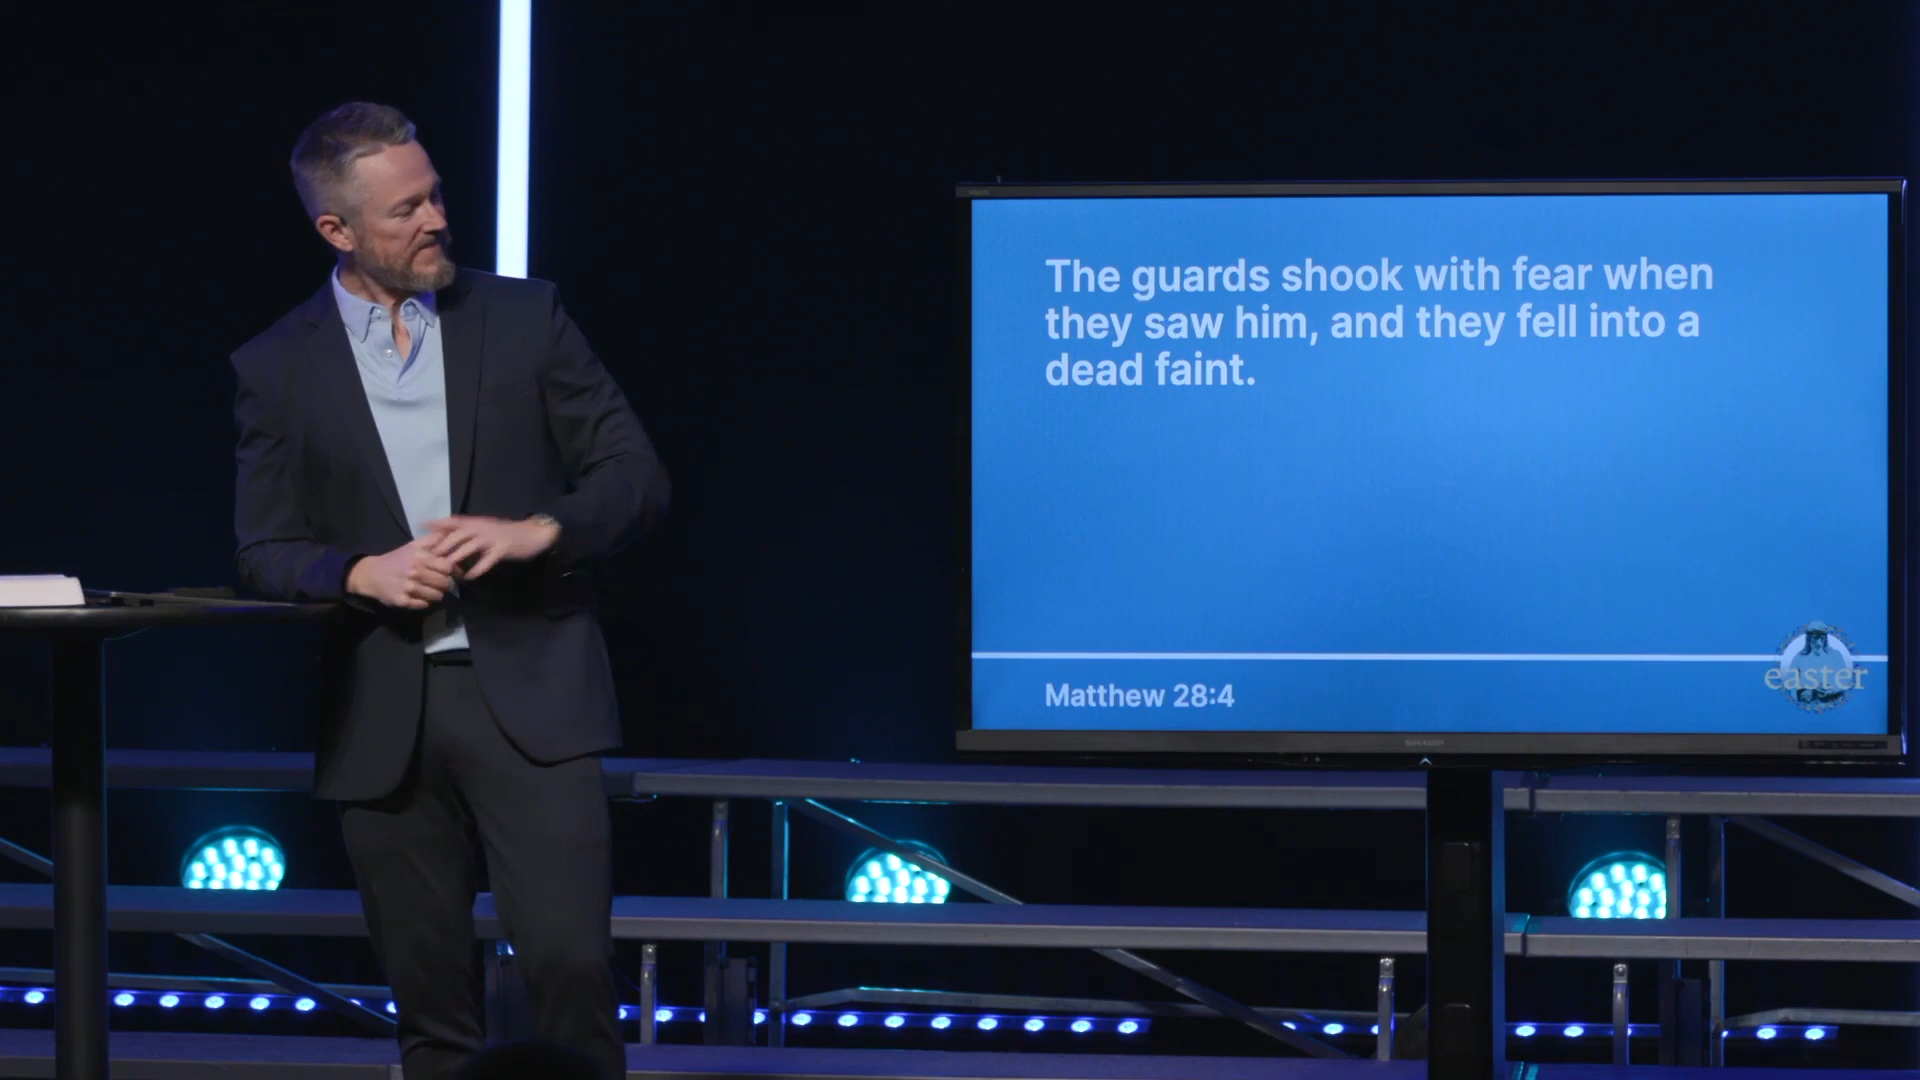 The guards shook with fear when
they saw him, and they fell into a
dead faint.
easter
Matthew 28:4
SHARP